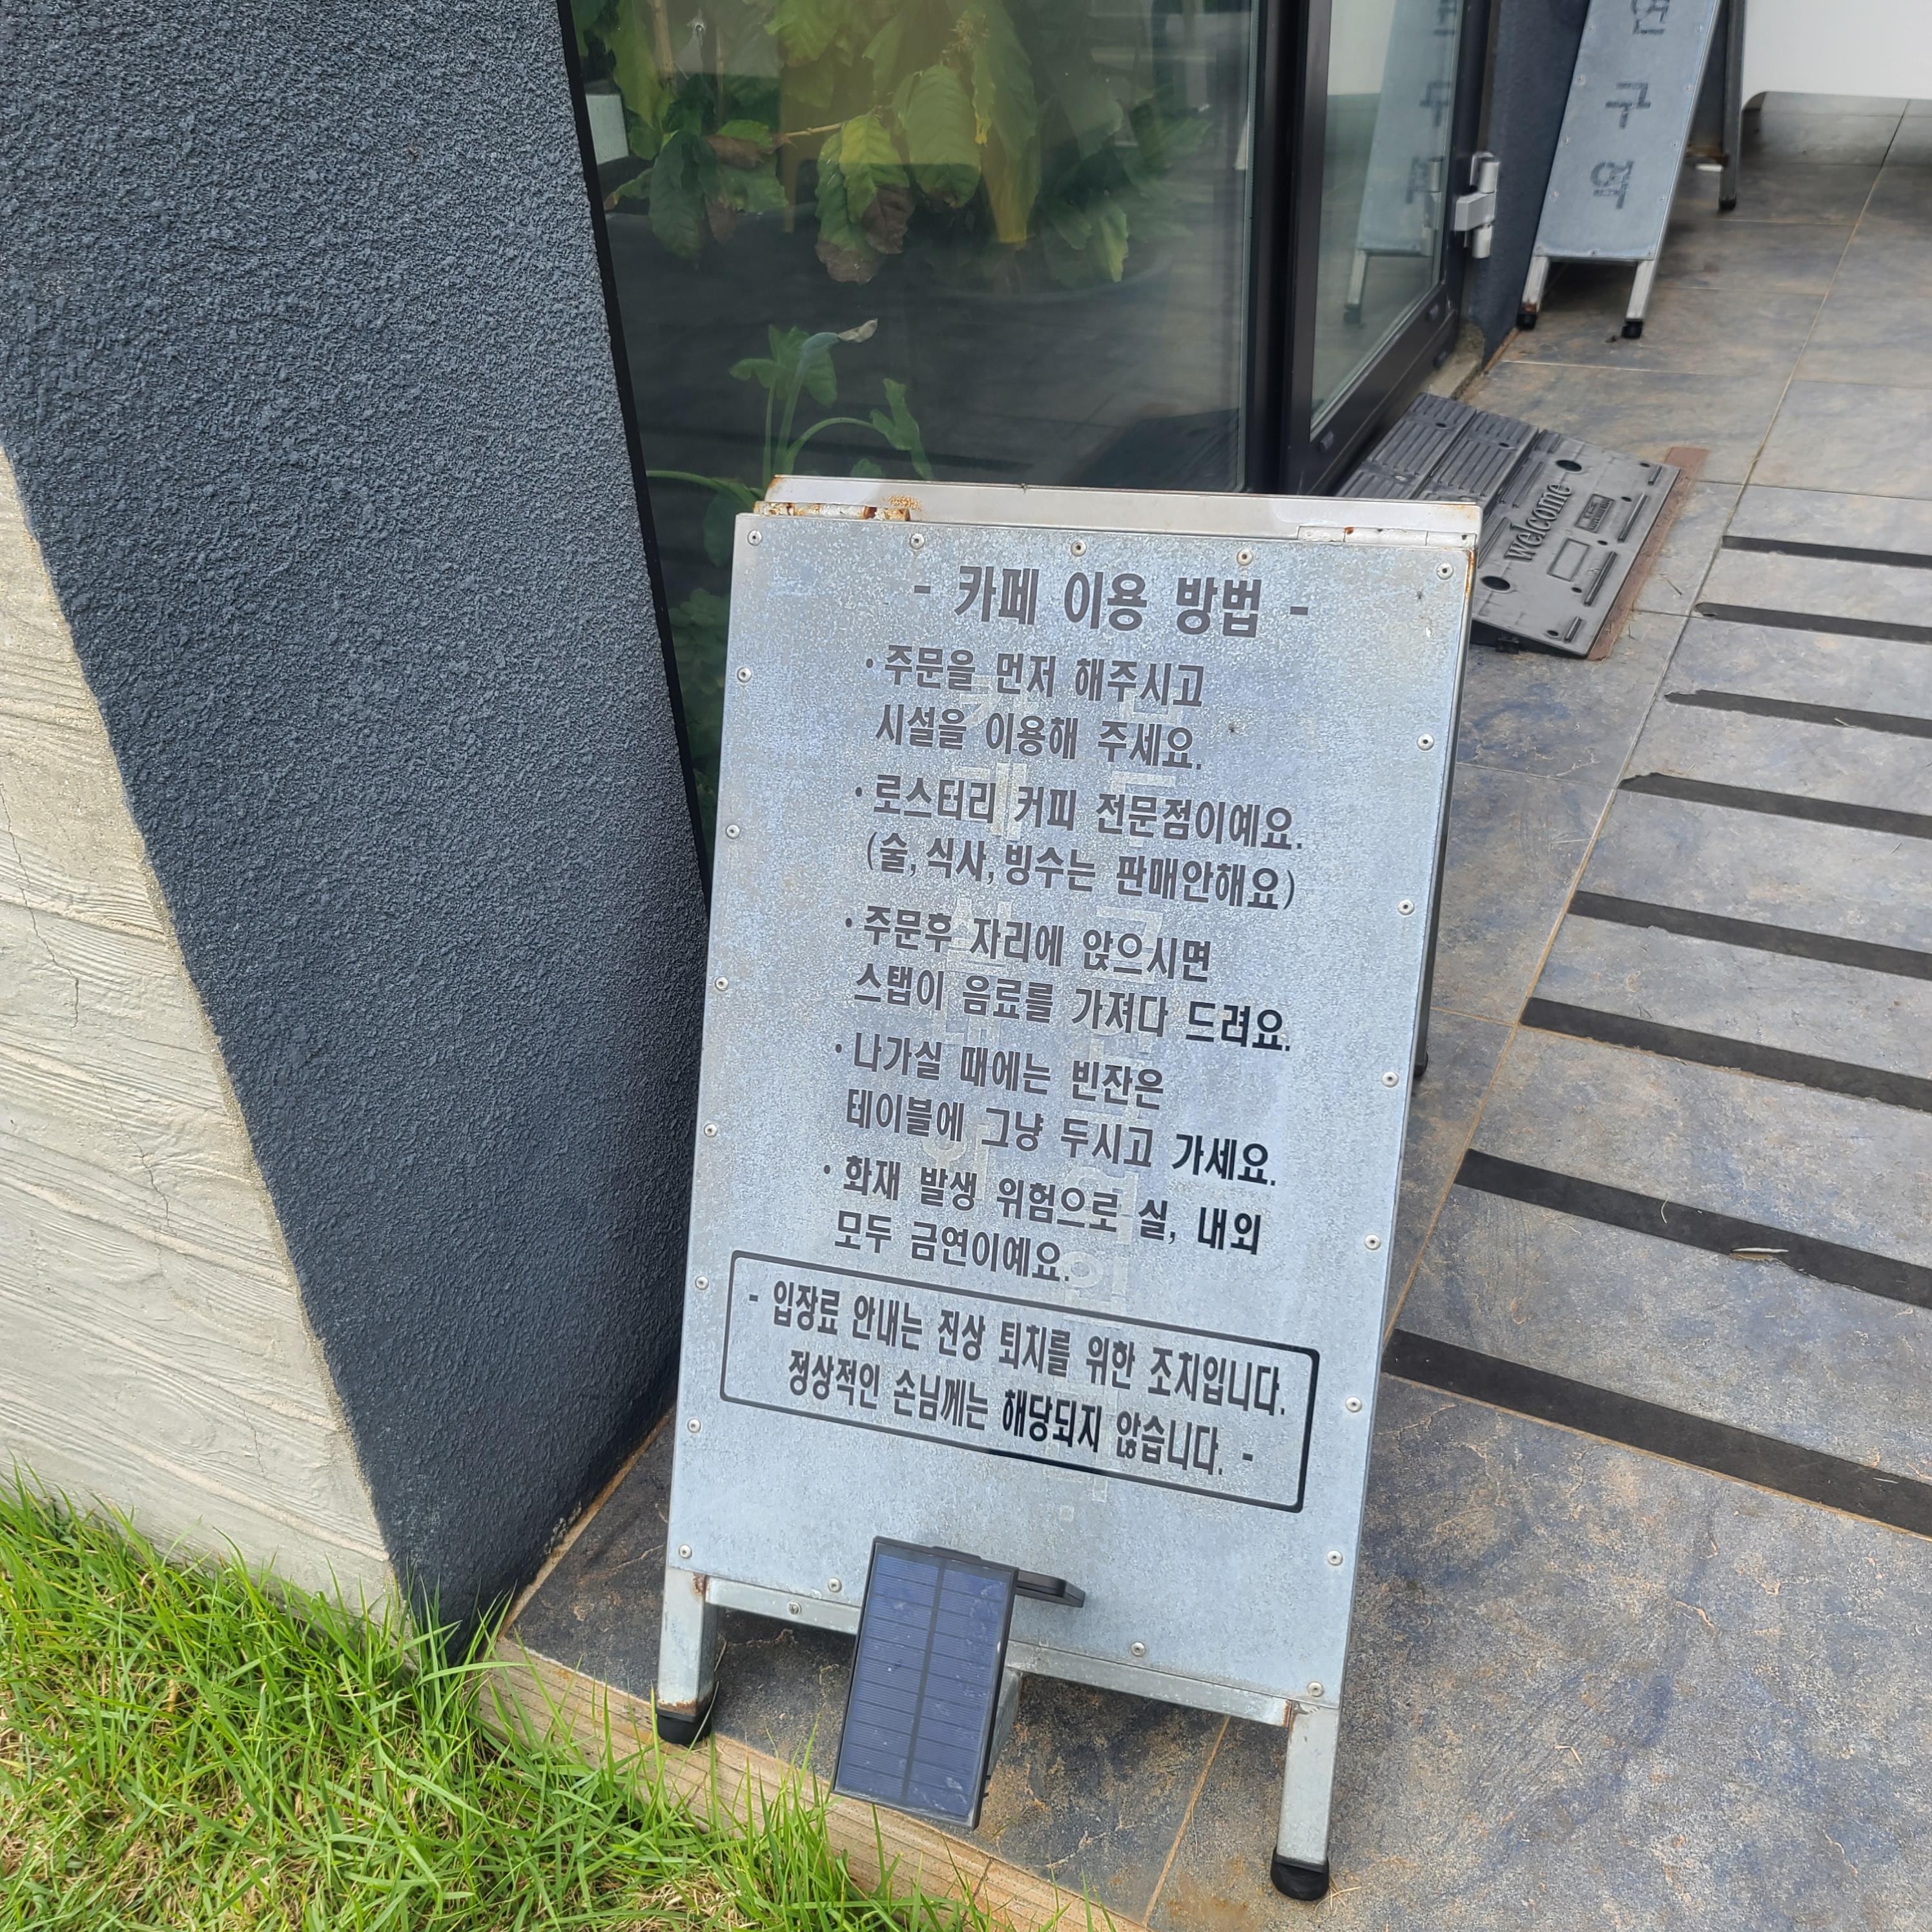 - 카페 이용 방법 -
· 주문을 먼저 해주시고
시설을 이용해 주세요.
· 로스터리 커피 전문점이예요.
(술, 식사, 빙수는 판매안해요)
· 주문후 자리에 앉으시면
스탭이 음료를 가져다 드려요.
· 나가실 때에는 빈잔은
테이블에 그냥 두시고 가세요.
· 화재 발생 위험으로 실, 내외
모두 금연이예요.
- 입장료 안내는 진상 퇴치를 위한 조치입니다.
정상적인 손님께는 해당되지 않습니다. -
welcome